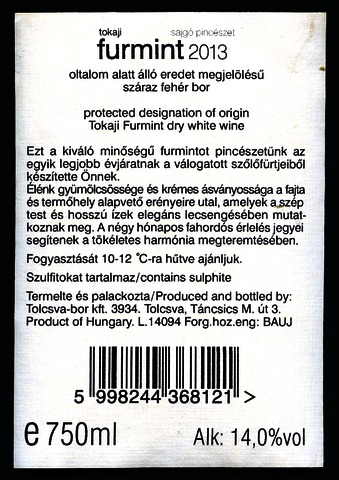 tokaji sajgó pincészet
furmint 2013
oltalom alatt álló eredet megjelölésű
száraz fehér bor
protected designation of origin
Tokaji Furmint dry white wine
Ezt a kiváló minőségű furmintot pincészetünk az
egyik legjobb évjáratnak a válogatott szőlőfürtjeiből
készítette Önnek.
Élénk gyümölcsössége és krémes ásványossága a fajta
és termőhely alapvető erényeire utal, amelyek a szép
test és hosszú ízek elegáns lecsengésében mutat-
koznak meg. A négy hónapos fahordós érlelés jegyei
segítenek a tökéletes harmónia megteremtésében.
Fogyasztását 10-12 °C-ra hűtve ajánljuk.
Szulfitokat tartalmaz/contains sulphite
Termelte és palackozta/Produced and bottled by:
Tolcsva-bor kft. 3934. Tolcsva, Táncsics M. út 3.
Product of Hungary. L.14094 Forg.hoz.eng: BAUJ
5 998244 368121 >
e 750ml Alk: 14,0%vol